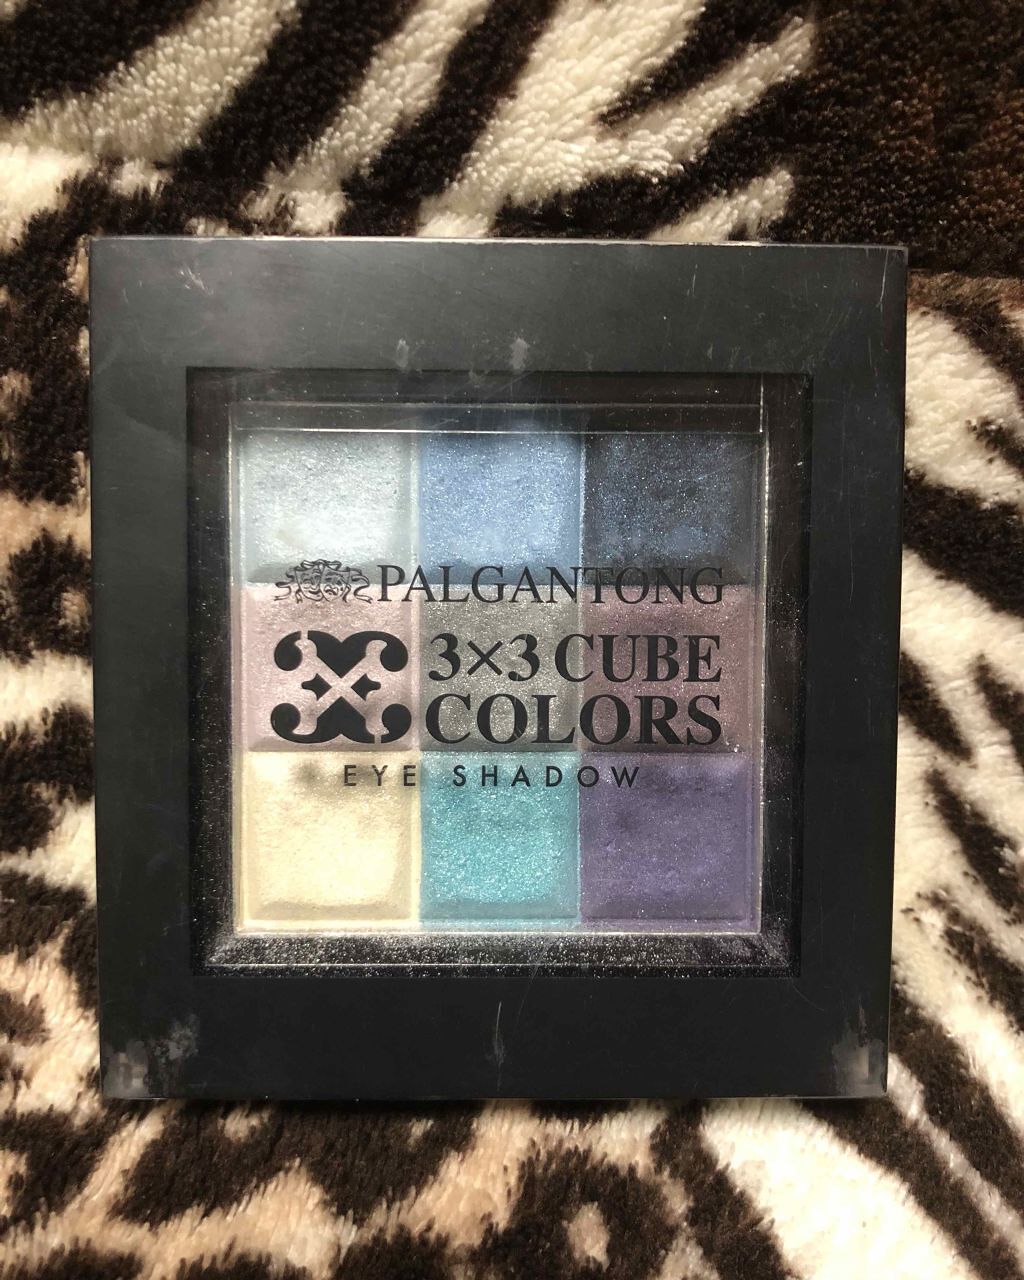 PALGANTONG
3×3 CUBE
COLORS
EYE SHADOW